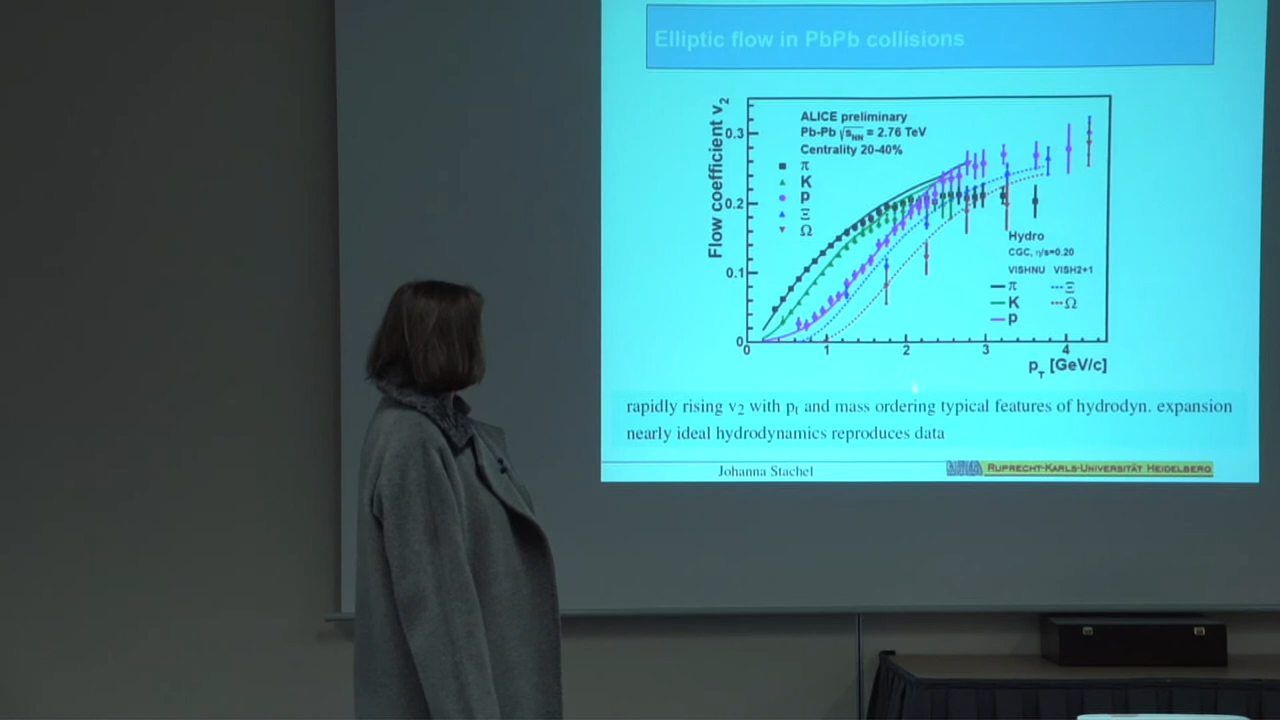 Elliptic flow in PbPb collisions
Flow coefficient v₂
ALICE preliminary
Pb-Pb √sNN = 2.76 TeV
Centrality 20-40%
π
K
p
Ξ
Ω
0.3
0.2
0.1
0
Hydro
CGC, η/s=0.20
VISHNU VISH2+1
π Ξ
K Ω
p
0 1 2 3 4
pT [GeV/c]
rapidly rising v₂ with pt and mass ordering typical features of hydrodyn. expansion
nearly ideal hydrodynamics reproduces data
Johanna Stachel
RUPRECHT-KARLS-UNIVERSITÄT HEIDELBERG